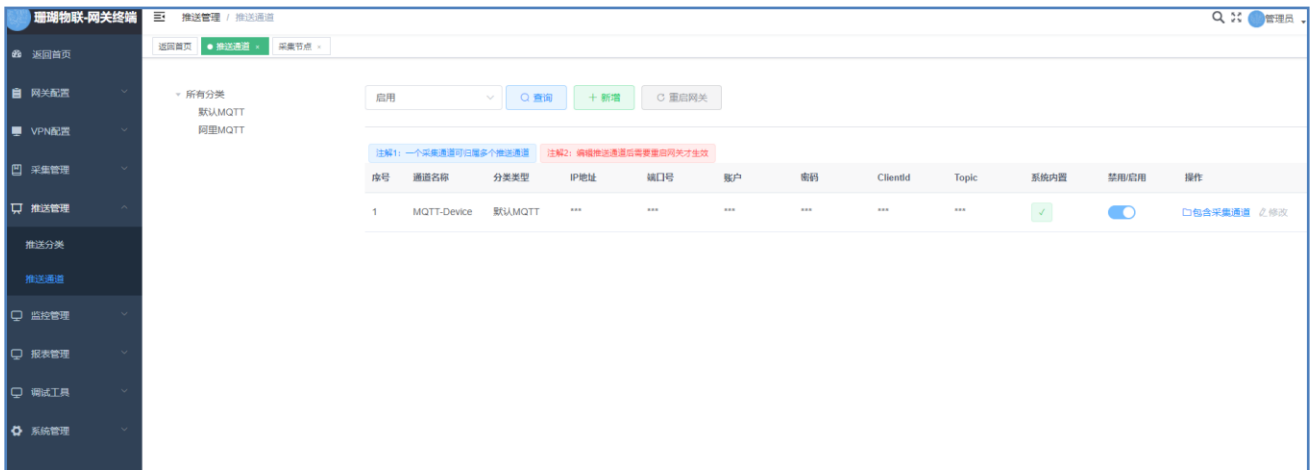 珊瑚物联-网关终端
推送管理 / 推送通道
管理员
返回首页
推送通道 ×
采集节点 ×
返回首页
网关配置
VPN配置
采集管理
推送管理
推送分类
推送通道
监控管理
报表管理
调试工具
系统管理
所有分类
默认MQTT
阿里MQTT
启用 查询 新增 重启网关
注解1：一个采集通道可归属多个推送通道 注解2：编辑推送通道后需要重启网关才生效
序号 通道名称 分类类型 IP地址 端口号 账户 密码 ClientId Topic 系统内置 禁用/启用 操作
1 MQTT-Device 默认MQTT *** *** *** *** *** *** 包含采集通道 修改